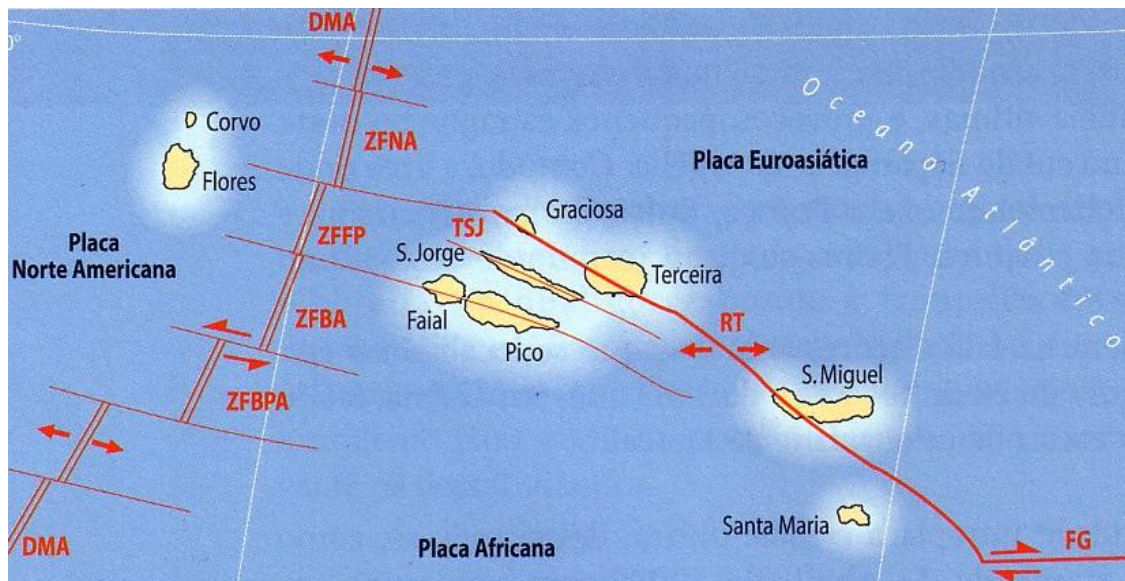 DMA
0°
Corvo
ZFNA
Flores
Oceano Atlântico
Placa Euroasiática
Graciosa
ZFFP
TSJ
Placa
Norte Americana
S. Jorge
Terceira
Faial
ZFBA
Pico
RT
S. Miguel
ZFBPA
Santa Maria
DMA
Placa Africana
FG